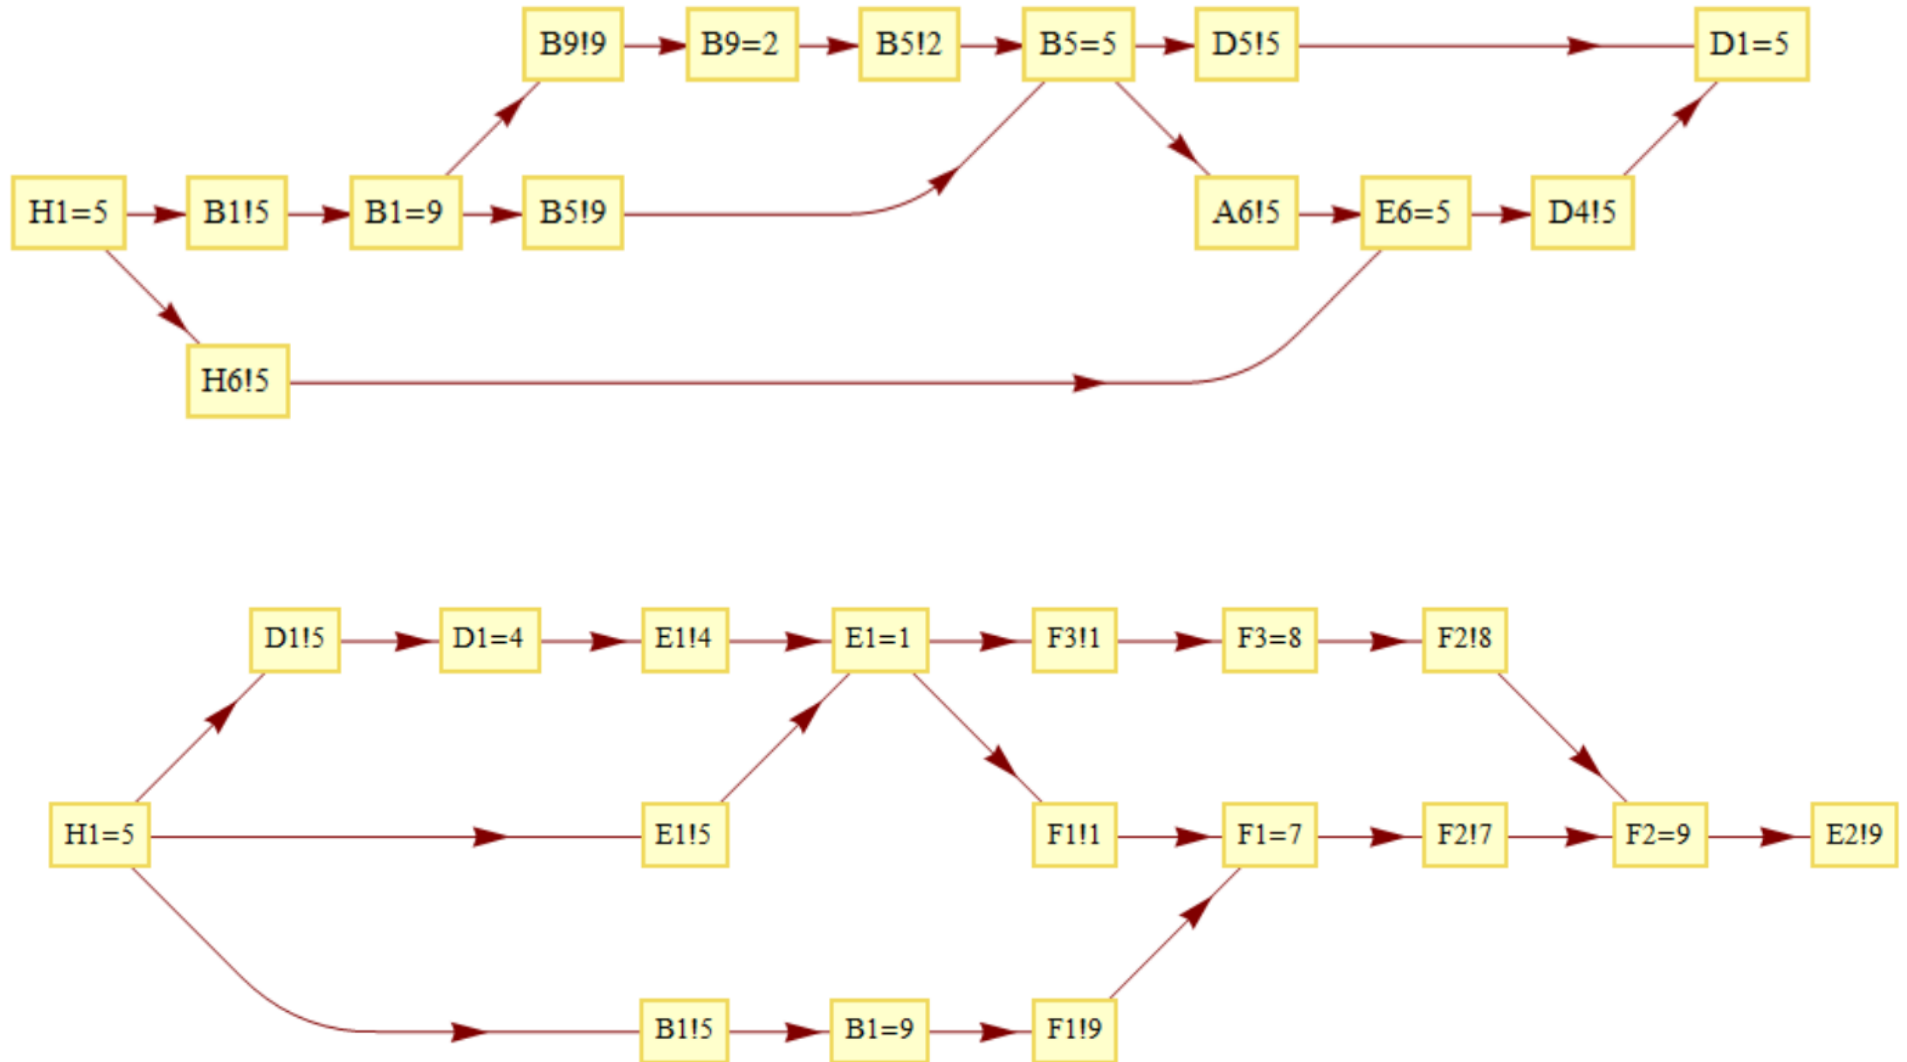 B9!9 B9=2 B5!2 B5=5 D5!5 D1=5
H1=5 B1!5 B1=9 B5!9 A6!5 E6=5 D4!5
H6!5
D1!5 D1=4 E1!4 E1=1 F3!1 F3=8 F2!8
H1=5 E1!5 F1!1 F1=7 F2!7 F2=9 E2!9
B1!5 B1=9 F1!9